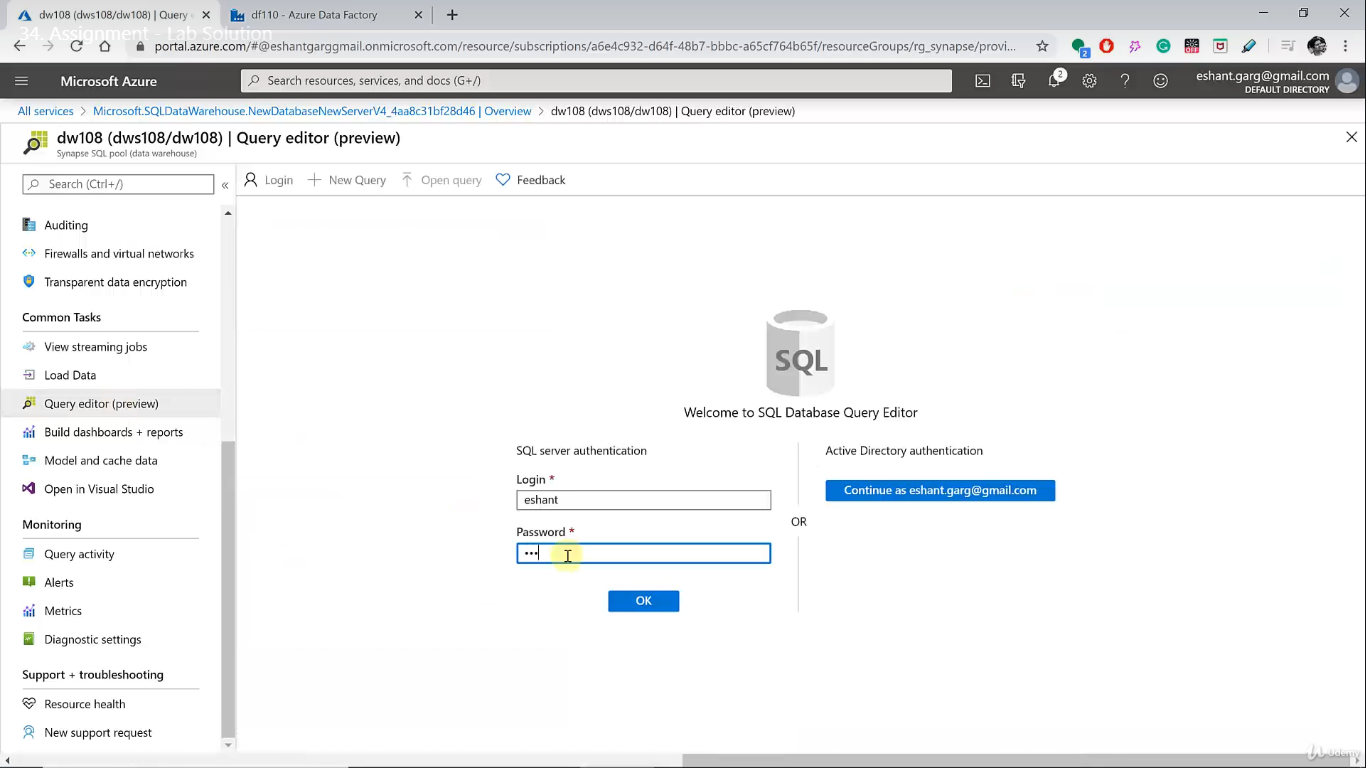 dw108 (dws108/dw108) | Query
df110 - Azure Data Factory
34. Assignment - Lab Solution
portal.azure.com/#@eshantgarggmail.onmicrosoft.com/resource/subscriptions/a6e4c932-d64f-48b7-bbbc-a65cf764b65f/resourceGroups/rg_synapse/provi...
2
OFF
Microsoft Azure
Search resources, services, and docs (G+/)
2
eshant.garg@gmail.com
DEFAULT DIRECTORY
All services > Microsoft.SQLDataWarehouse.NewDatabaseNewServerV4_4aa8c31bf28d46 | Overview > dw108 (dws108/dw108) | Query editor (preview)
dw108 (dws108/dw108) | Query editor (preview)
Synapse SQL pool (data warehouse)
Search (Ctrl+/)
«
Login
New Query
Open query
Feedback
Auditing
Firewalls and virtual networks
Transparent data encryption
Common Tasks
View streaming jobs
Load Data
Query editor (preview)
Build dashboards + reports
Model and cache data
Open in Visual Studio
Monitoring
Query activity
Alerts
Metrics
Diagnostic settings
Support + troubleshooting
Resource health
New support request
SQL
Welcome to SQL Database Query Editor
SQL server authentication
Login *
eshant
Password *
•••
OK
OR
Active Directory authentication
Continue as eshant.garg@gmail.com
Udemy